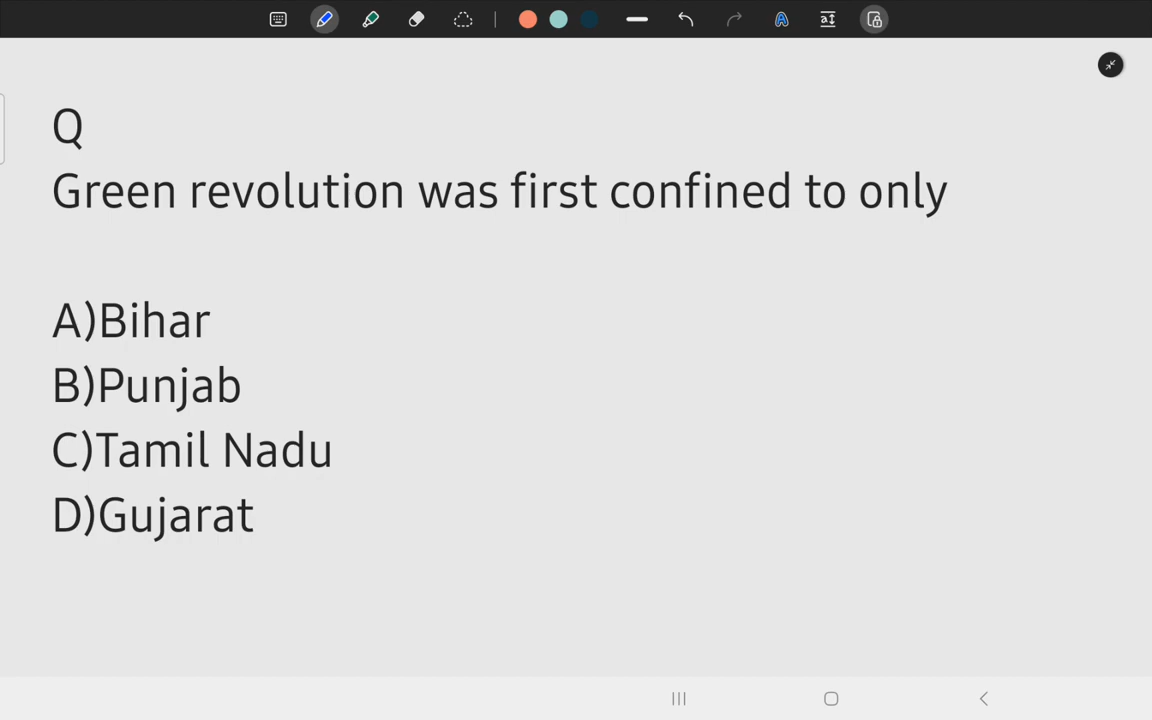 Q
Green revolution was first confined to only
A)Bihar
B)Punjab
C)Tamil Nadu
D)Gujarat